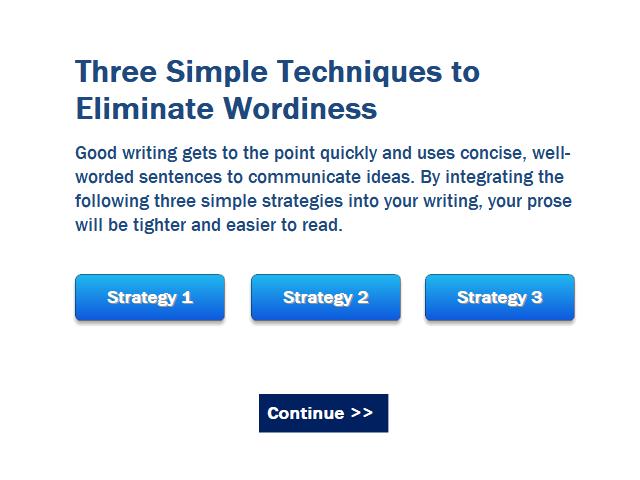 Three Simple Techniques to
Eliminate Wordiness
Good writing gets to the point quickly and uses concise, well-
worded sentences to communicate ideas. By integrating the
following three simple strategies into your writing, your prose
will be tighter and easier to read.
Strategy 1 Strategy 2 Strategy 3
Continue >>